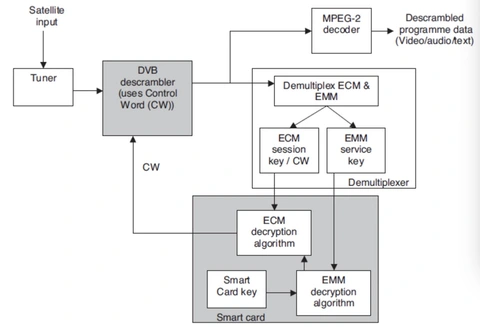 Satellite
input
MPEG-2
decoder
Descrambled
programme data
(Video/audio/text)
Tuner
DVB
descrambler
(uses Control
Word (CW))
Demultiplex ECM &
EMM
ECM
session
key / CW
EMM
service
key
CW
Demultiplexer
ECM
decryption
algorithm
Smart
Card key
EMM
decryption
algorithm
Smart card